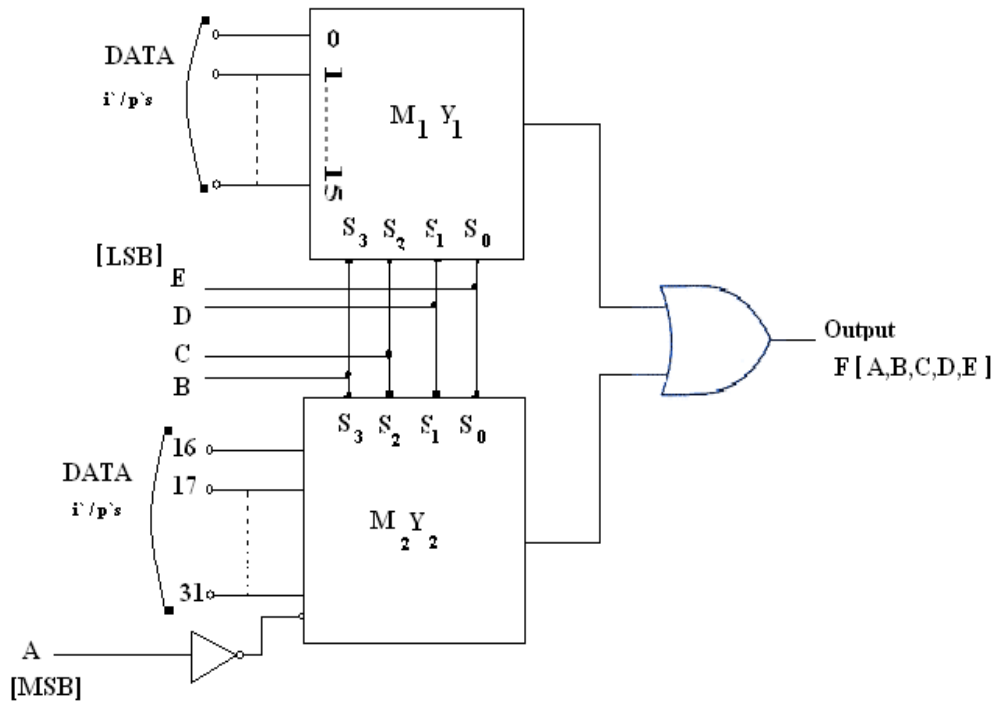 DATA
i`/p`s
0
1
15
M1 Y1
S3 S2 S1 S0
[LSB]
E
D
C
B
S3 S2 S1 S0
DATA
i`/p`s
16
17
31
M2 Y2
A
[MSB]
Output
F [ A,B,C,D,E ]